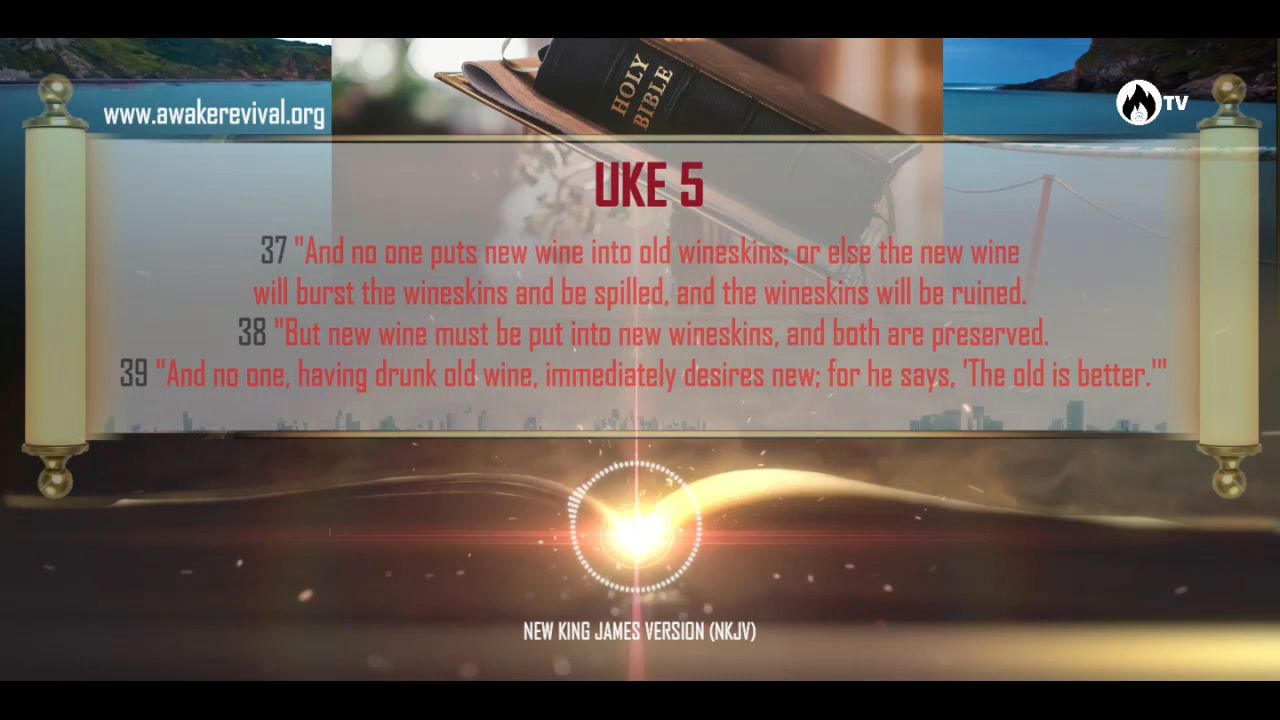 HOLY
BIBLE
www.awakerevival.org
TV
UKE 5
37 "And no one puts new wine into old wineskins; or else the new wine
will burst the wineskins and be spilled, and the wineskins will be ruined.
38 "But new wine must be put into new wineskins, and both are preserved.
39 "And no one, having drunk old wine, immediately desires new; for he says, 'The old is better.'"
NEW KING JAMES VERSION (NKJV)